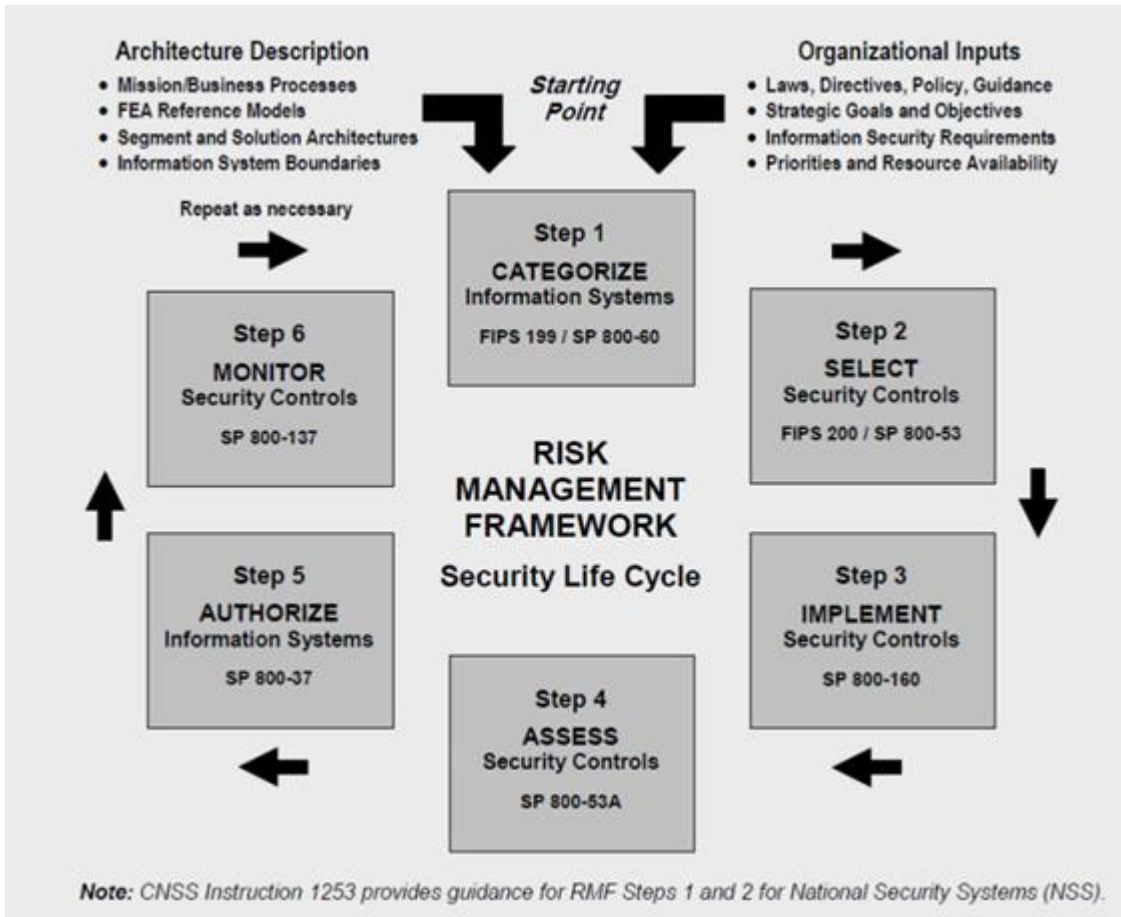 Architecture Description
• Mission/Business Processes
• FEA Reference Models
• Segment and Solution Architectures
• Information System Boundaries
Starting
Point
Organizational Inputs
• Laws, Directives, Policy, Guidance
• Strategic Goals and Objectives
• Information Security Requirements
• Priorities and Resource Availability
Repeat as necessary
Step 1
CATEGORIZE
Information Systems
FIPS 199 / SP 800-60
Step 2
SELECT
Security Controls
FIPS 200 / SP 800-53
Step 3
IMPLEMENT
Security Controls
SP 800-160
Step 4
ASSESS
Security Controls
SP 800-53A
Step 5
AUTHORIZE
Information Systems
SP 800-37
Step 6
MONITOR
Security Controls
SP 800-137
RISK
MANAGEMENT
FRAMEWORK
Security Life Cycle
Note: CNSS Instruction 1253 provides guidance for RMF Steps 1 and 2 for National Security Systems (NSS).